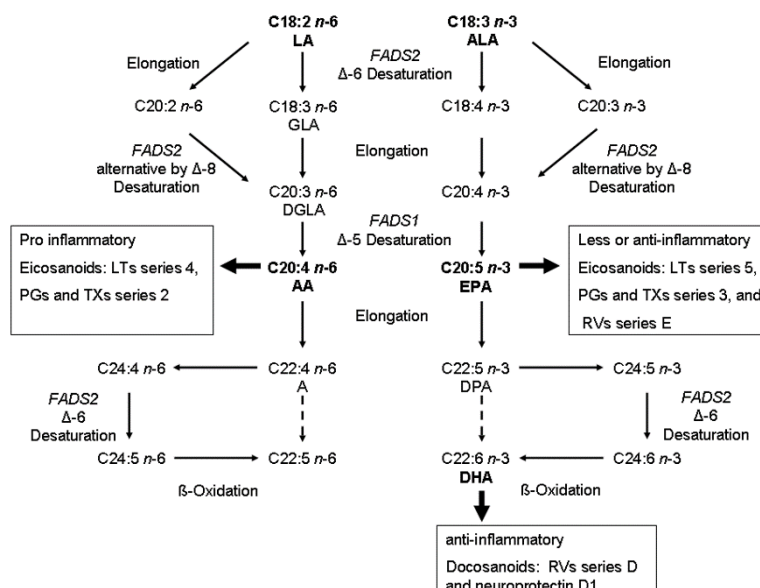 C18:2 n-6
LA
C18:3 n-3
ALA
Elongation
FADS2
Δ-6 Desaturation
Elongation
C20:2 n-6
C18:3 n-6
GLA
C18:4 n-3
C20:3 n-3
FADS2
alternative by Δ-8
Desaturation
Elongation
FADS2
alternative by Δ-8
Desaturation
C20:3 n-6
DGLA
C20:4 n-3
FADS1
Δ-5 Desaturation
Pro inflammatory
Eicosanoids: LTs series 4,
PGs and TXs series 2
C20:4 n-6
AA
C20:5 n-3
EPA
Less or anti-inflammatory
Eicosanoids: LTs series 5,
PGs and TXs series 3, and
RVs series E
Elongation
C24:4 n-6
C22:4 n-6
A
C22:5 n-3
DPA
C24:5 n-3
FADS2
Δ-6
Desaturation
FADS2
Δ-6
Desaturation
C24:5 n-6
C22:5 n-6
C22:6 n-3
DHA
C24:6 n-3
ß-Oxidation
ß-Oxidation
anti-inflammatory
Docosanoids: RVs series D
and neuroprotectin D1